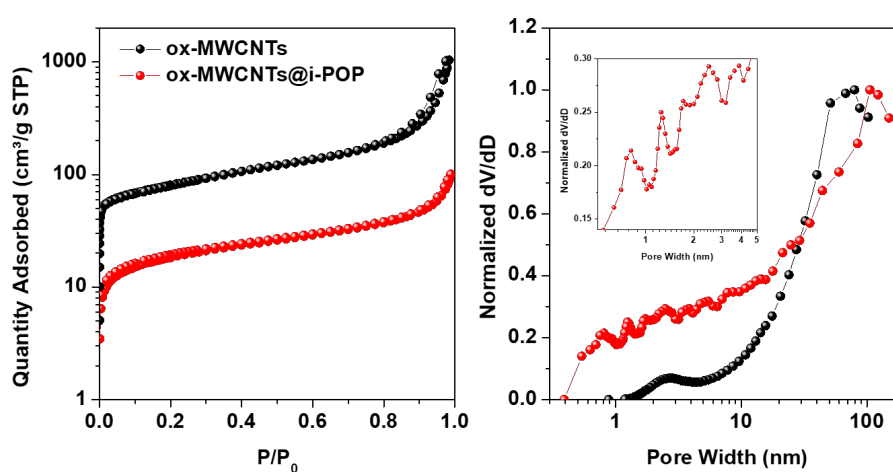 Quantity Adsorbed (cm³/g STP)
1000
100
10
1
ox-MWCNTs
ox-MWCNTs@i-POP
0.0 0.2 0.4 0.6 0.8 1.0
P/P₀
Normalized dV/dD
1.2
1.0
0.8
0.6
0.4
0.2
0.0
Normalized dV/dD
0.30
0.25
0.20
0.15
1 2 3 4 5
Pore Width (nm)
1 10 100
Pore Width (nm)